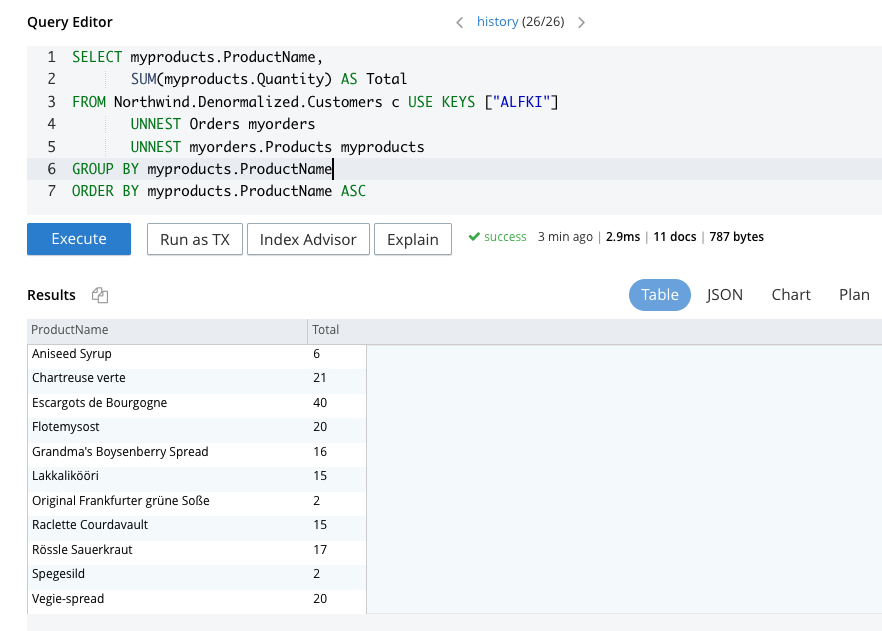 Query Editor
history (26/26)
1 SELECT myproducts.ProductName,
2 SUM(myproducts.Quantity) AS Total
3 FROM Northwind.Denormalized.Customers c USE KEYS ["ALFKI"]
4 UNNEST Orders myorders
5 UNNEST myorders.Products myproducts
6 GROUP BY myproducts.ProductName
7 ORDER BY myproducts.ProductName ASC
Execute Run as TX Index Advisor Explain success 3 min ago | 2.9ms | 11 docs | 787 bytes
Results Table JSON Chart Plan
ProductName Total
Aniseed Syrup 6
Chartreuse verte 21
Escargots de Bourgogne 40
Flotemysost 20
Grandma's Boysenberry Spread 16
Lakkalikööri 15
Original Frankfurter grüne Soße 2
Raclette Courdavault 15
Rössle Sauerkraut 17
Spegesild 2
Vegie-spread 20